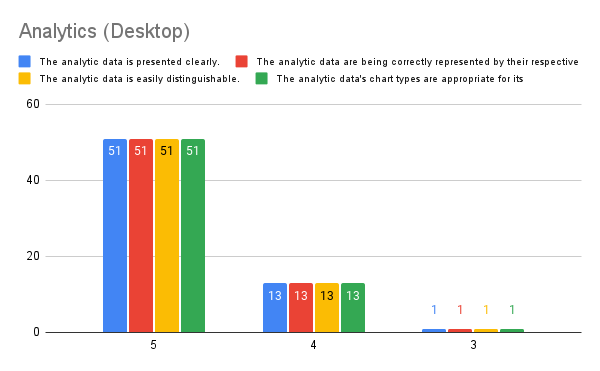 Analytics (Desktop)
The analytic data is presented clearly. The analytic data are being correctly represented by their respective
The analytic data is easily distinguishable. The analytic data's chart types are appropriate for its
60
51 51 51 51
40
20
13 13 13 13
1 1 1 1
0
5 4 3